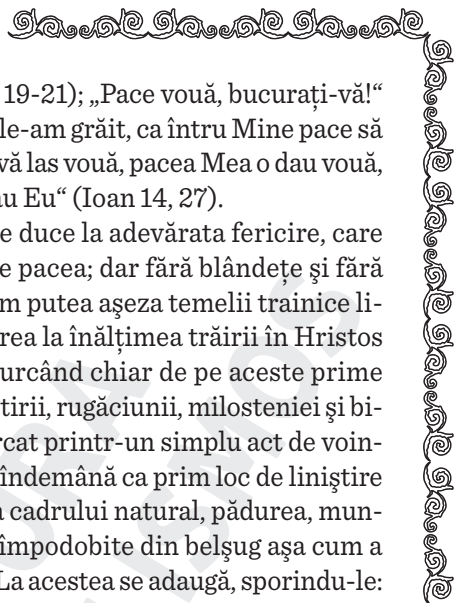 19-21); „Pace vouă, bucurați-vă!“
le-am grăit, ca întru Mine pace să
vă las vouă, pacea Mea o dau vouă,
au Eu“ (Ioan 14, 27).
e duce la adevărata fericire, care
e pacea; dar fără blândețe şi fără
m putea aşeza temelii trainice li-
rea la înălțimea trăirii în Hristos
urcând chiar de pe aceste prime
tirii, rugăciunii, milosteniei şi bi-
rcat printr-un simplu act de voin-
îndemână ca prim loc de liniştire
a cadrului natural, pădurea, mun-
împodobite din belşug aşa cum a
La acestea se adaugă, sporindu-le: